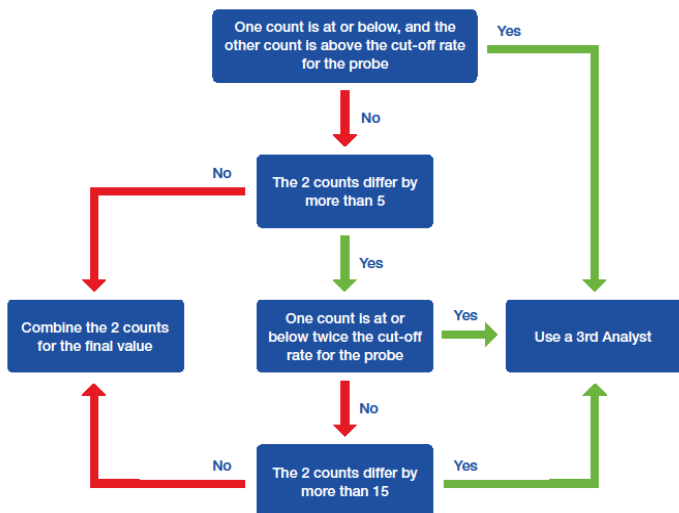 One count is at or below, and the
other count is above the cut-off rate
for the probe
Yes
No
No
The 2 counts differ by
more than 5
Yes
Combine the 2 counts
for the final value
One count is at or
below twice the cut-off
rate for the probe
Yes
Use a 3rd Analyst
No
No
The 2 counts differ by
more than 15
Yes